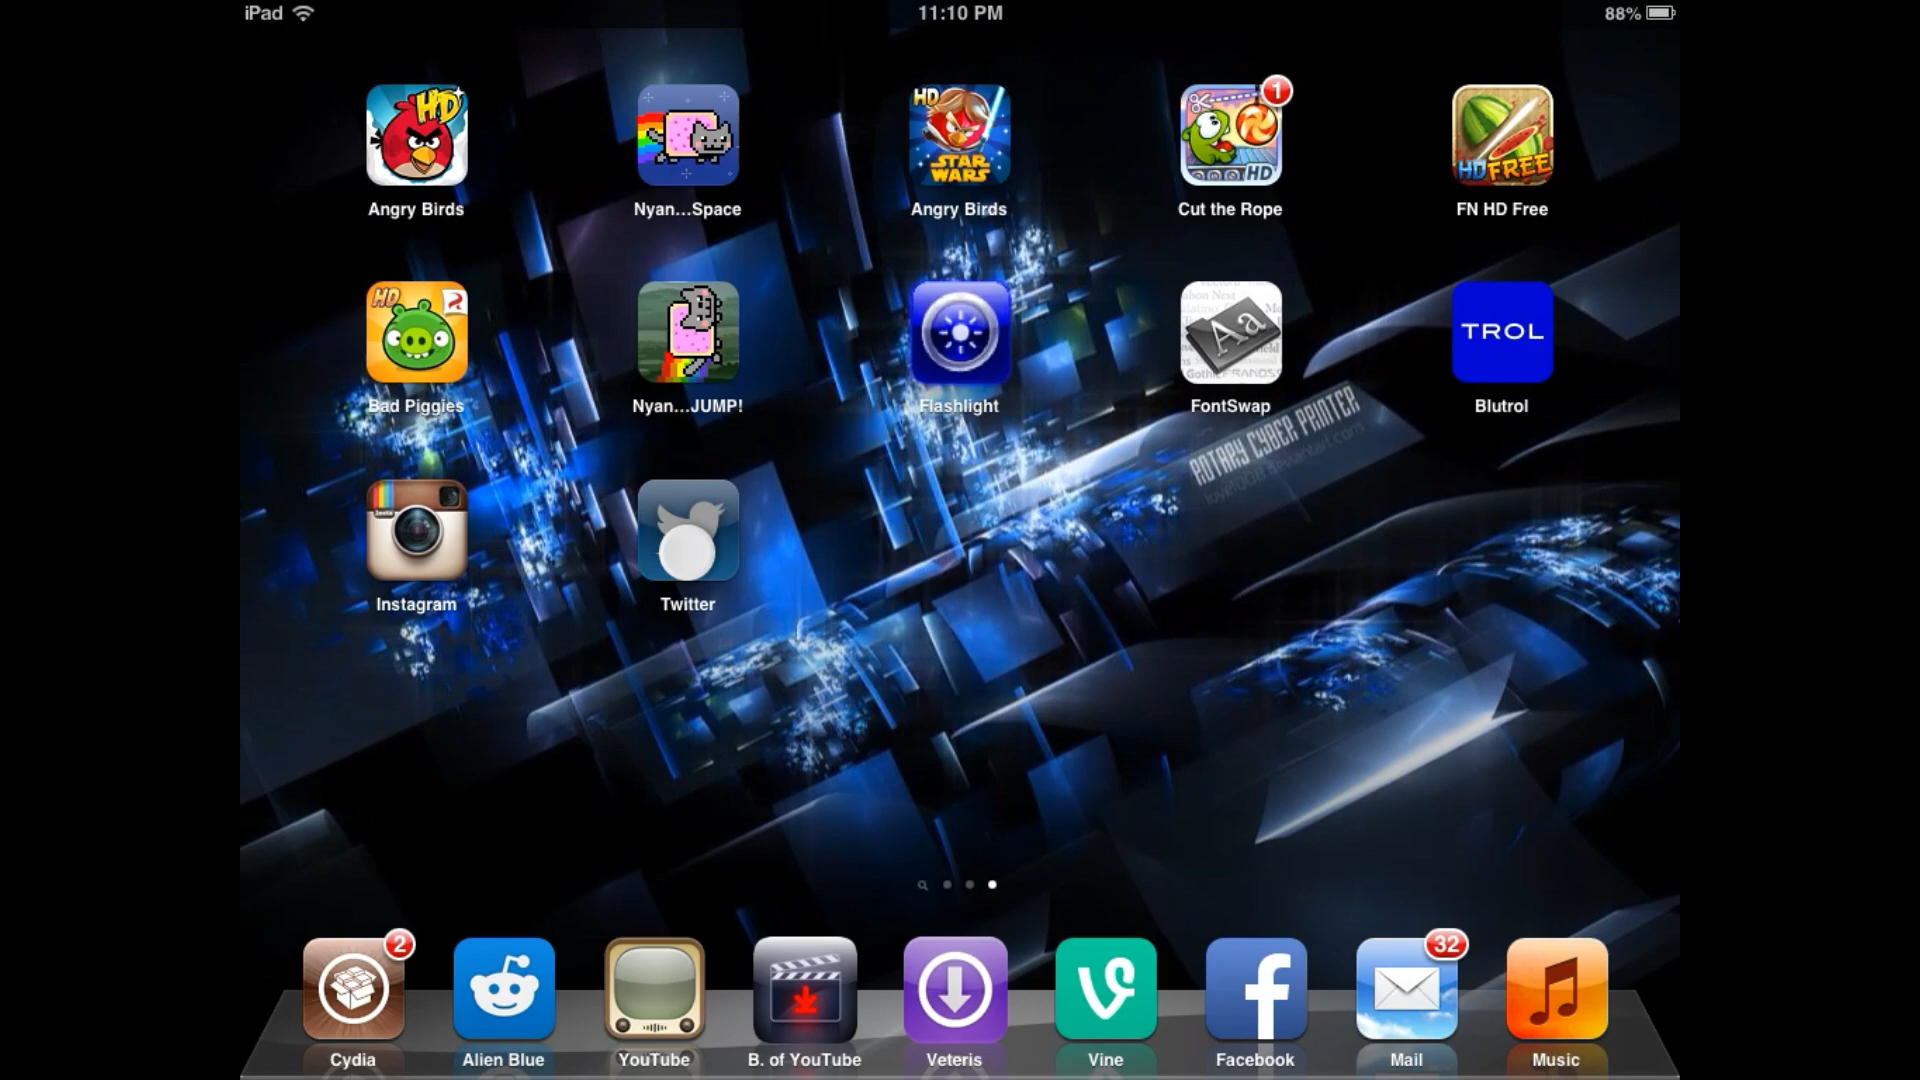 iPad
11:10 PM
88%
HD
HD
STAR
WARS
1
HD
HD FREE
Angry Birds
Nyan...Space
Angry Birds
Cut the Rope
FN HD Free
HD
Aa
TROL
Bad Piggies
Nyan...JUMP!
Flashlight
FontSwap
Blutrol
ROTARY CYBER PRINTER
Instagram
Twitter
2
32
Cydia
Alien Blue
YouTube
B. of YouTube
Veteris
Vine
Facebook
Mail
Music